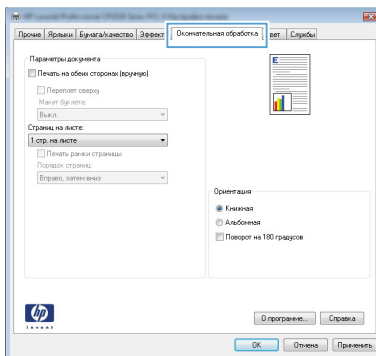 Прочие Ярлыки Бумага/качество Эффект Окончательная обработка вет Службы
Параметры документа
Печать на обеих сторонах (вручную)
Переплет сверху
Макет буклета:
Выкл.
Страниц на листе:
1 стр. на листе
Печать рамки страницы
Порядок страниц:
Вправо, затем вниз
E
Ориентация
Книжная
Альбомная
Поворот на 180 градусов
hp
invent
О программе... Справка
OK Отмена Применить